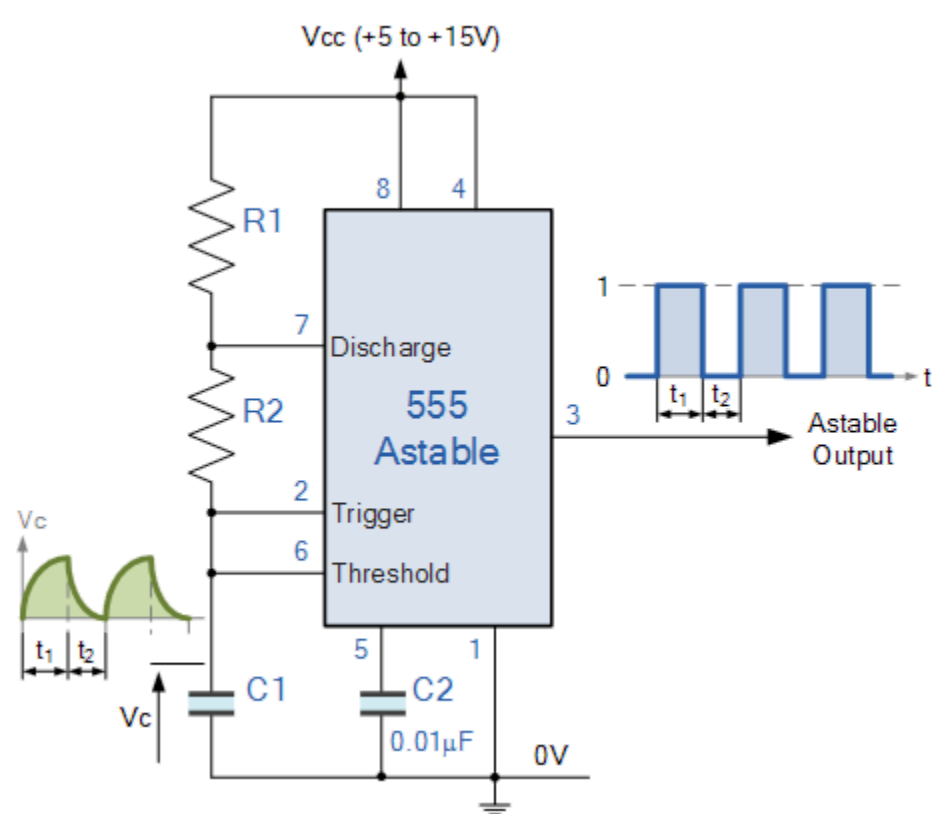 Vcc (+5 to +15V)
8
4
R1
7
Discharge
R2
555
Astable
3
1
0
t₁
t₂
t
Astable
Output
2
Trigger
6
Threshold
Vc
t₁
t₂
Vc
C1
5
1
C2
0.01µF
0V